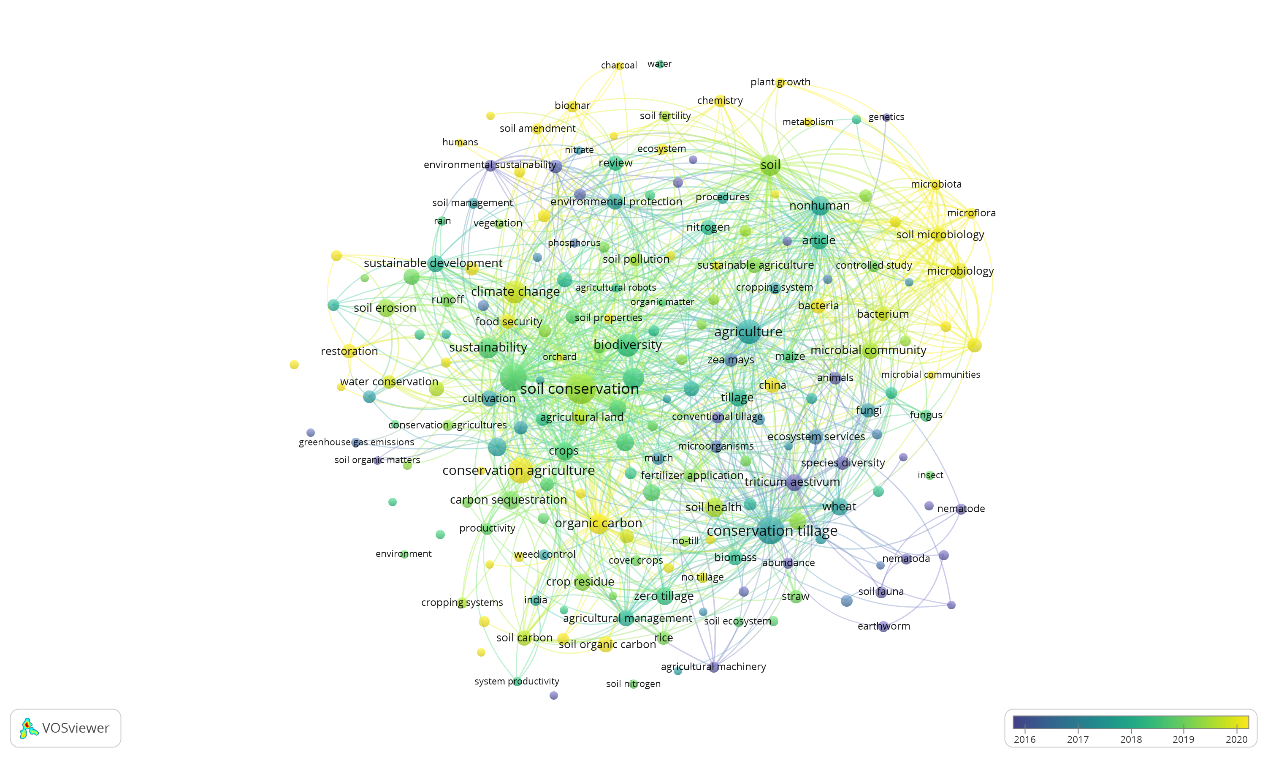 charcoal
water
plant growth
chemistry
biochar
soil fertility
genetics
metabolism
soil amendment
humans
nitrate
ecosystem
environmental sustainability
review
soil
microbiota
procedures
soil management
environmental protection
nonhuman
microflora
rain
vegetation
nitrogen
soil microbiology
phosphorus
article
sustainable development
soil pollution
sustainable agriculture
controlled study
microbiology
climate change
agricultural robots
cropping system
runoff
organic matter
soil erosion
bacteria
bacterium
food security
soil properties
agriculture
sustainability
biodiversity
restoration
orchard
zea mays
maize
microbial community
microbial communities
water conservation
soil conservation
china
animals
cultivation
tillage
fungi
fungus
conservation agricultures
agricultural land
conventional tillage
greenhouse gas emissions
ecosystem services
crops
microorganisms
soil organic matters
mulch
species diversity
conservation agriculture
fertilizer application
insect
triticum aestivum
carbon sequestration
soil health
wheat
nematode
organic carbon
productivity
conservation tillage
no-till
environment
weed control
cover crops
biomass
abundance
nematoda
crop residue
no tillage
soil fauna
cropping systems
india
zero tillage
straw
agricultural management
soil ecosystem
earthworm
soil carbon
soil organic carbon
rice
agricultural machinery
system productivity
soil nitrogen
VOSviewer
2016 2017 2018 2019 2020